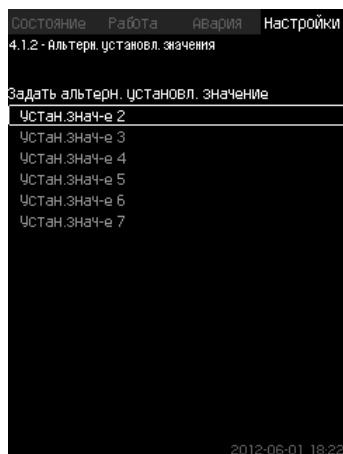 Состояние Работа Авария Настройки
4.1.2 - Альтерн. установл. значения
Задать альтерн. установл. значение
Устан.знач-е 2
Устан.знач-е 3
Устан.знач-е 4
Устан.знач-е 5
Устан.знач-е 6
Устан.знач-е 7
2012-06-01 18:22